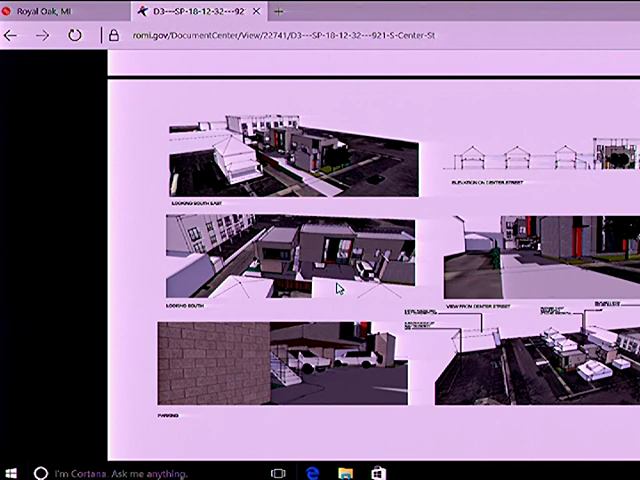 Royal Oak, MI
D3---SP-18-12-32---92
romi.gov/DocumentCenter/View/22741/D3---SP-18-12-32---921-S-Center-St
LOOKING SOUTH EAST
ELEVATION ON CENTER STREET
LOOKING SOUTH
VIEW FROM CENTER STREET
PARKING
I'm Cortana. Ask me anything.